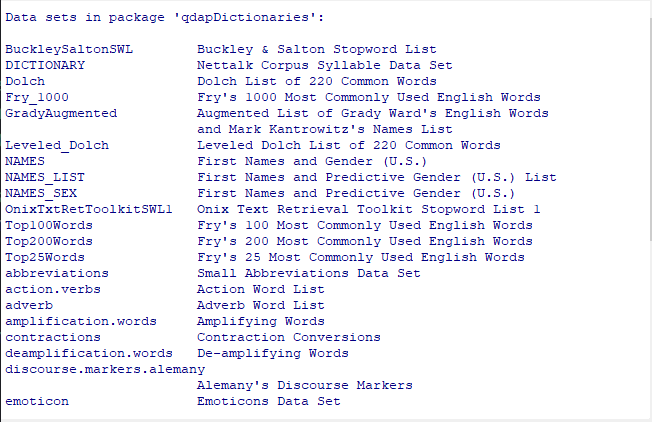 Data sets in package 'qdapDictionaries':
BuckleySaltonSWL Buckley & Salton Stopword List
DICTIONARY Nettalk Corpus Syllable Data Set
Dolch Dolch List of 220 Common Words
Fry_1000 Fry's 1000 Most Commonly Used English Words
GradyAugmented Augmented List of Grady Ward's English Words
and Mark Kantrowitz's Names List
Leveled_Dolch Leveled Dolch List of 220 Common Words
NAMES First Names and Gender (U.S.)
NAMES_LIST First Names and Predictive Gender (U.S.) List
NAMES_SEX First Names and Predictive Gender (U.S.)
OnixTxtRetToolkitSWL1 Onix Text Retrieval Toolkit Stopword List 1
Top100Words Fry's 100 Most Commonly Used English Words
Top200Words Fry's 200 Most Commonly Used English Words
Top25Words Fry's 25 Most Commonly Used English Words
abbreviations Small Abbreviations Data Set
action.verbs Action Word List
adverb Adverb Word List
amplification.words Amplifying Words
contractions Contraction Conversions
deamplification.words De-amplifying Words
discourse.markers.alemany
Alemany's Discourse Markers
emoticon Emoticons Data Set